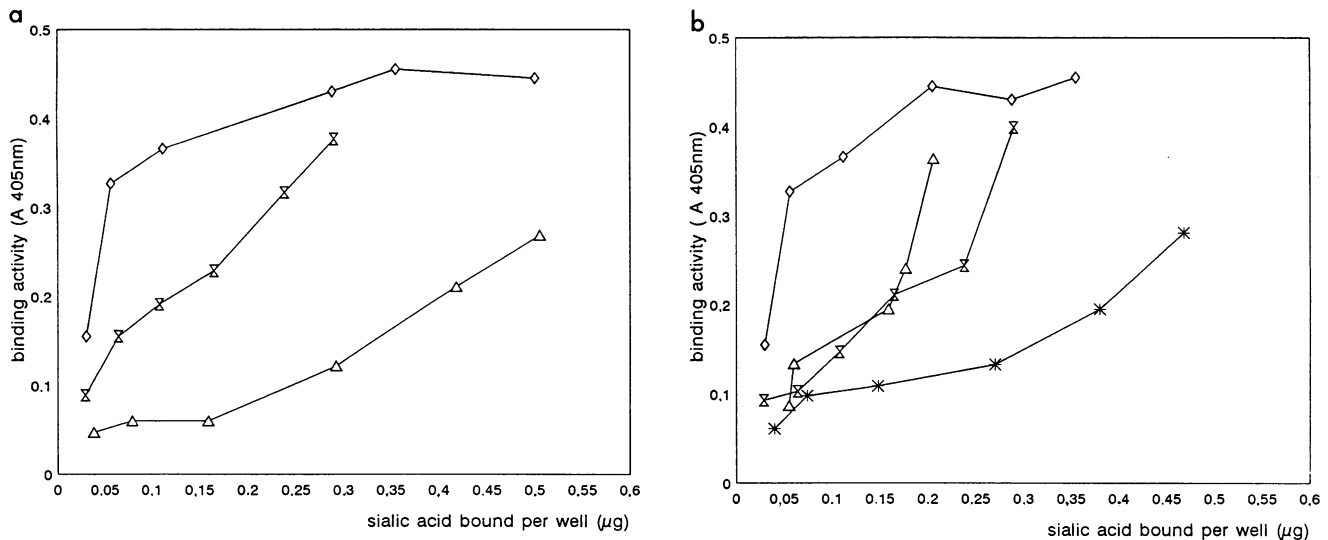 a
0.5
0.4
0.3
0.2
0.1
0
binding activity (A 405nm)
0 0,05 0,1 0,15 0,2 0,25 0,3 0,35 0,4 0,45 0,5 0,6
sialic acid bound per well (µg)
b
0.5
0.4
0.3
0.2
0.1
0
binding activity ( A 405nm)
0 0,05 0,1 0,15 0.2 0,25 0,3 0,35 0,4 0,45 0,5 0,6
sialic acid bound per well (µg)